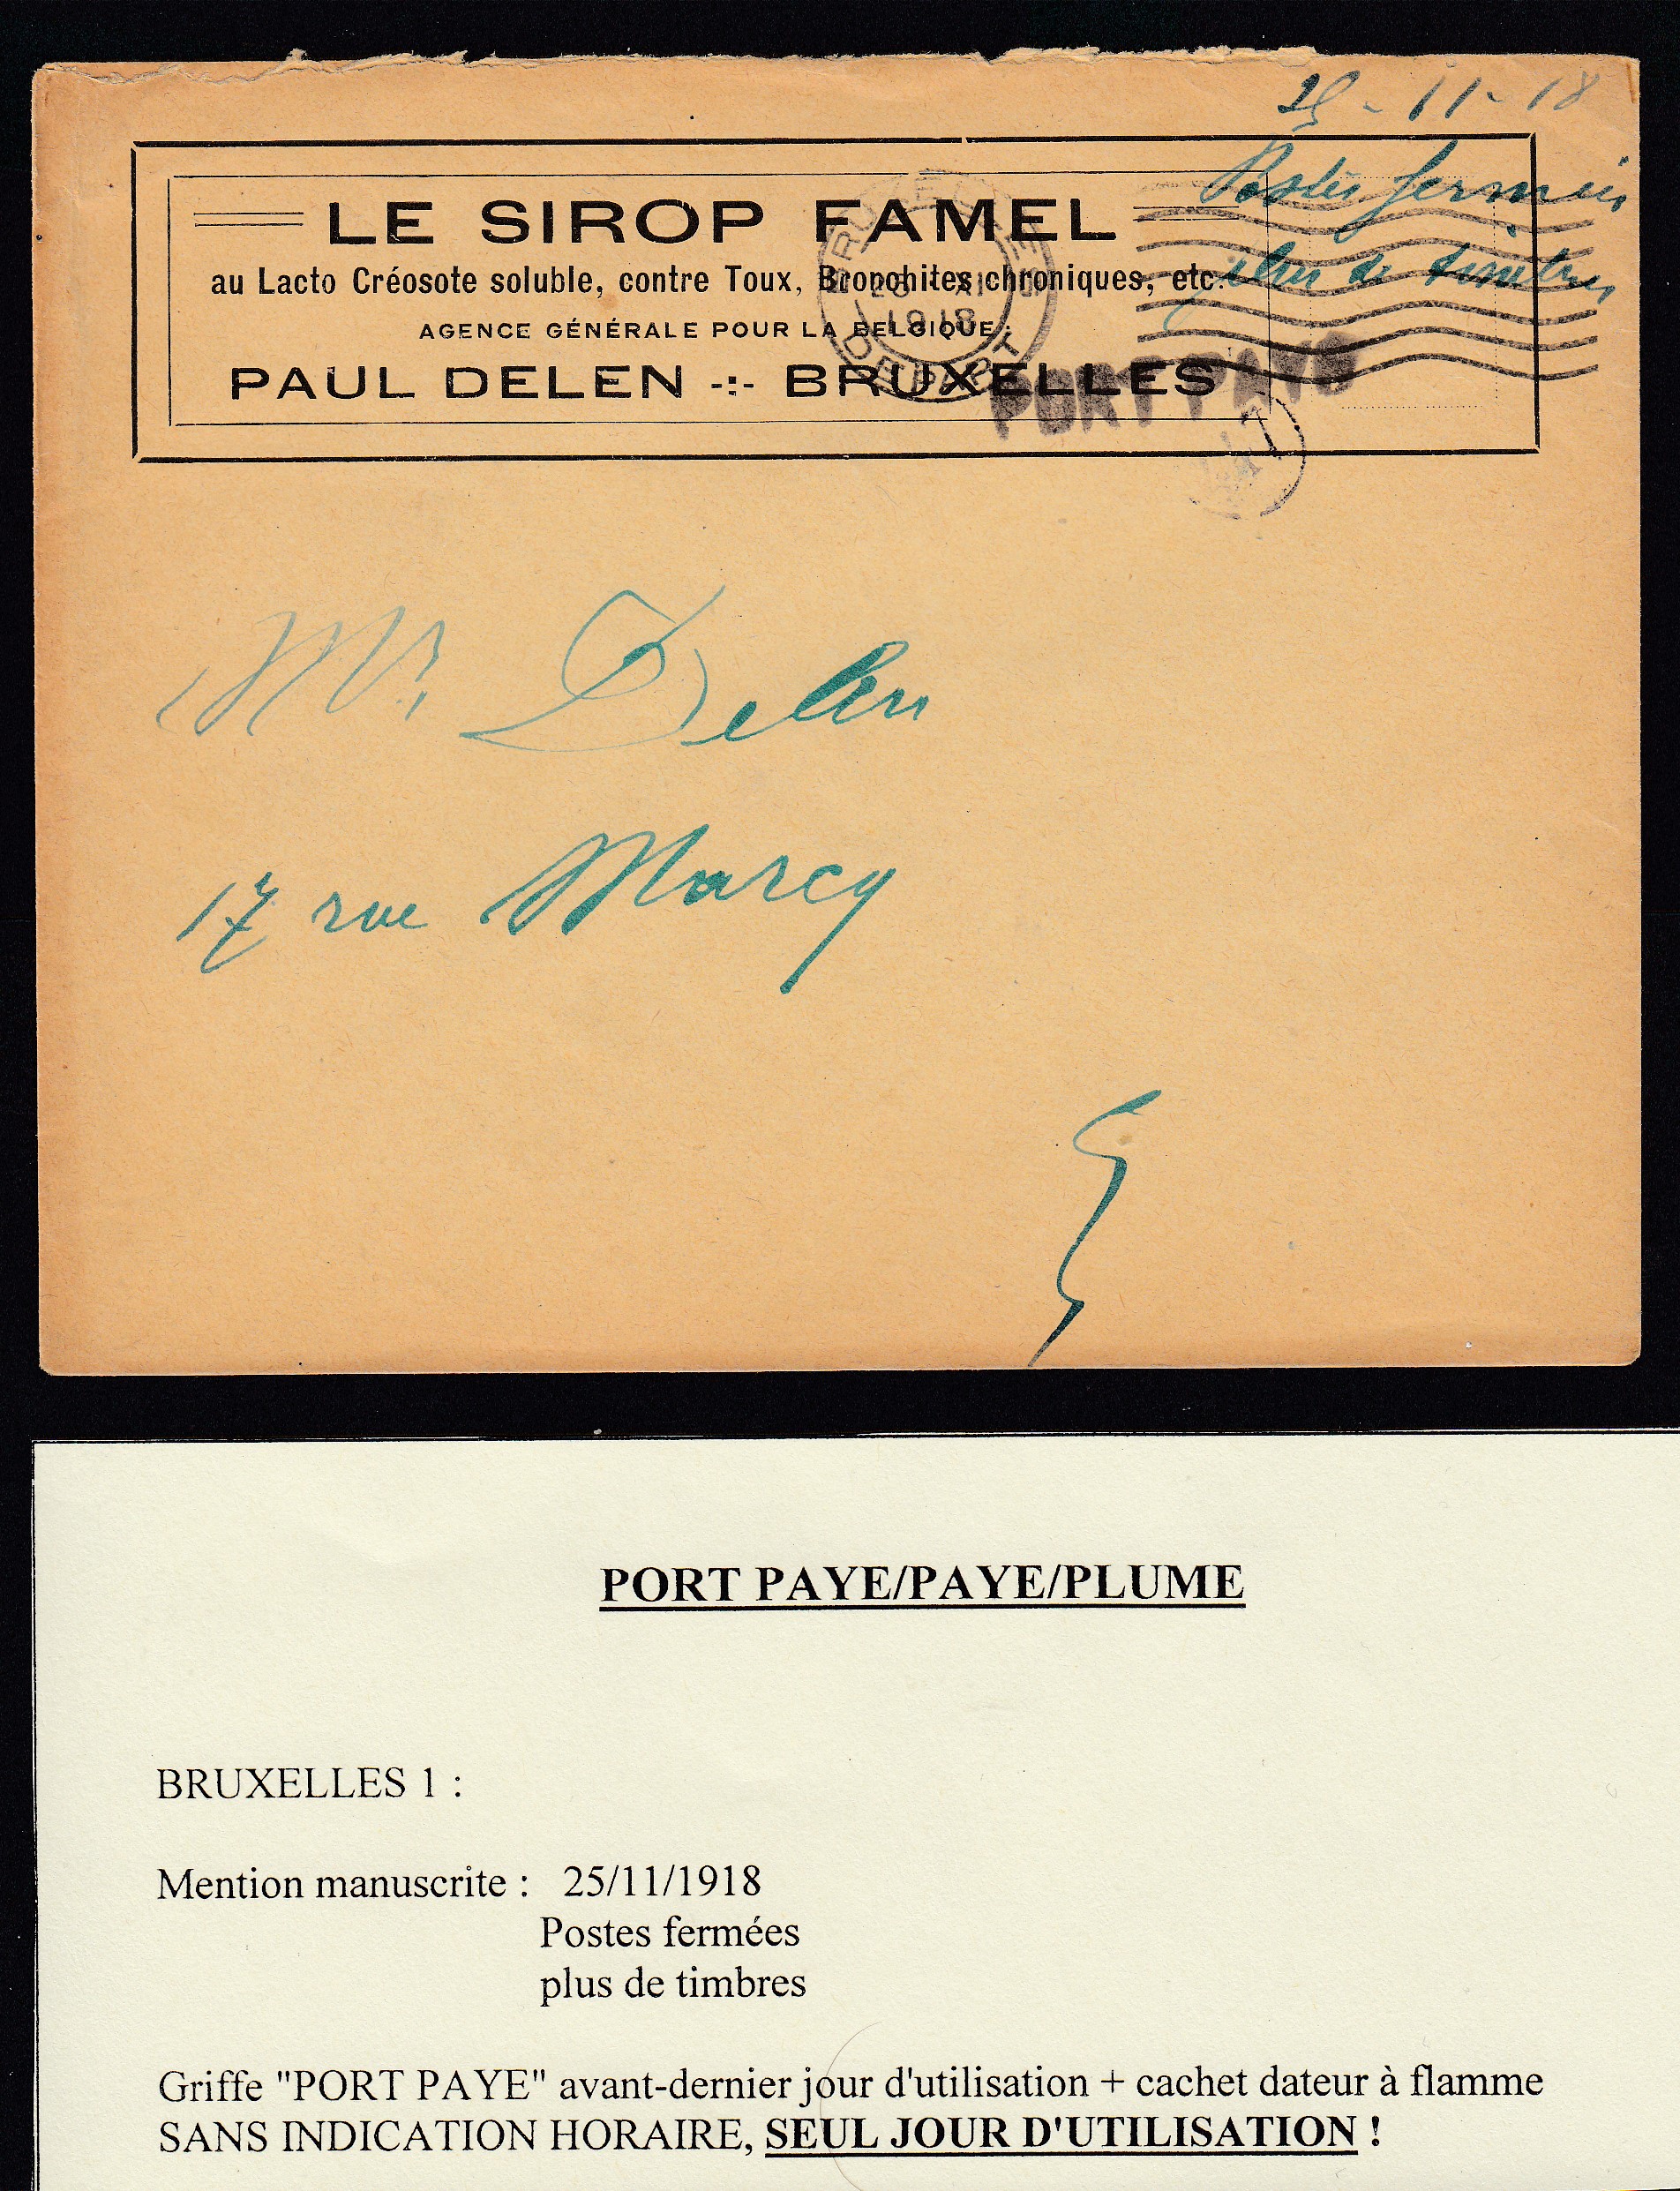 25-11-18
Postes fermées
plus de timbres
LE SIROP FAMEL
au Lacto Créosote soluble, contre Toux, Bronchites chroniques, etc.
AGENCE GÉNÉRALE POUR LA BELGIQUE:
PAUL DELEN -:- BRUXELLES
1918
DEPART
PORT PAYE
Mr. Delen
17 rue Marcq
PORT PAYE/PAYE/PLUME
BRUXELLES 1 :
Mention manuscrite : 25/11/1918
Postes fermées
plus de timbres
Griffe "PORT PAYE" avant-dernier jour d'utilisation + cachet dateur à flamme
SANS INDICATION HORAIRE, SEUL JOUR D'UTILISATION !